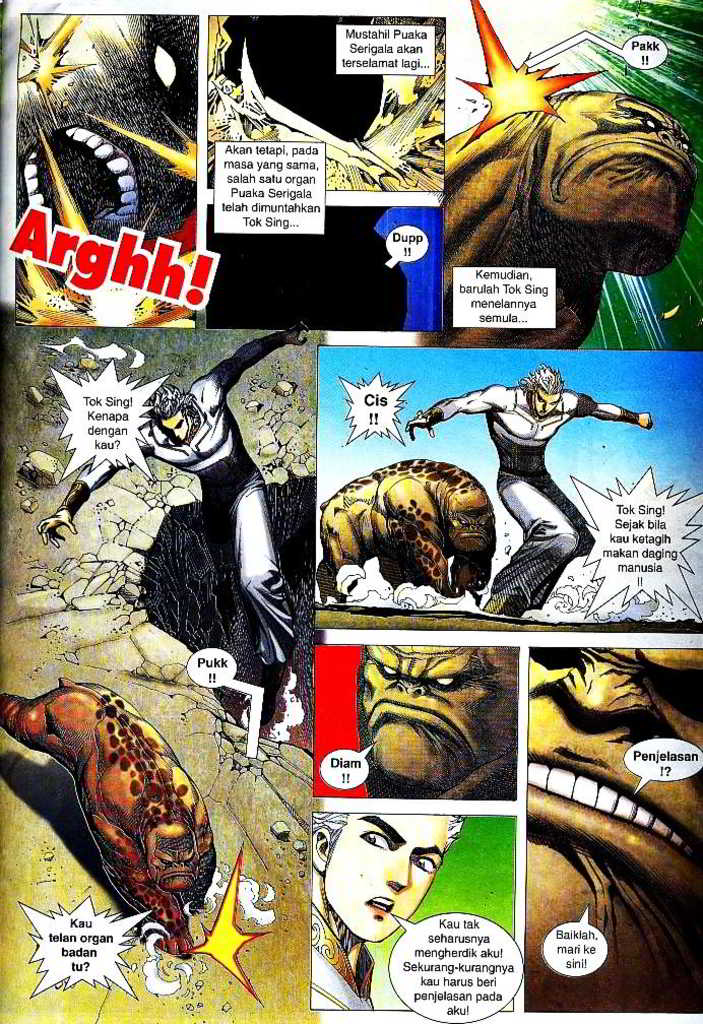 Arghh!
Mustahil Puaka
Serigala akan
terselamat lagi...
Akan tetapi, pada
masa yang sama,
salah satu organ
Puaka Serigala
telah dimuntahkan
Tok Sing...
Dupp
!!
Pakk
!!
Kemudian,
barulah Tok Sing
menelannya
semula...
Tok Sing!
Kenapa
dengan
kau?
Pukk
!!
Kau
telan organ
badan
tu?
Cis
!!
Tok Sing!
Sejak bila
kau ketagih
makan daging
manusia
!!
Diam
!!
Kau tak
seharusnya
mengherdik aku!
Sekurang-kurangnya
kau harus beri
penjelasan pada
aku!
Penjelasan
!?
Baiklah,
mari ke
sini!